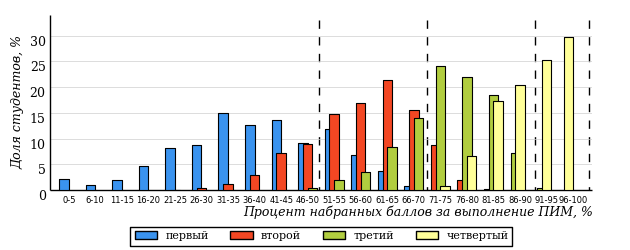 Доля студентов, %
30
25
20
15
10
5
0
0-5 6-10 11-15 16-20 21-25 26-30 31-35 36-40 41-45 46-50 51-55 56-60 61-65 66-70 71-75 76-80 81-85 86-90 91-95 96-100
Процент набранных баллов за выполнение ПИМ, %
первый второй третий четвертый